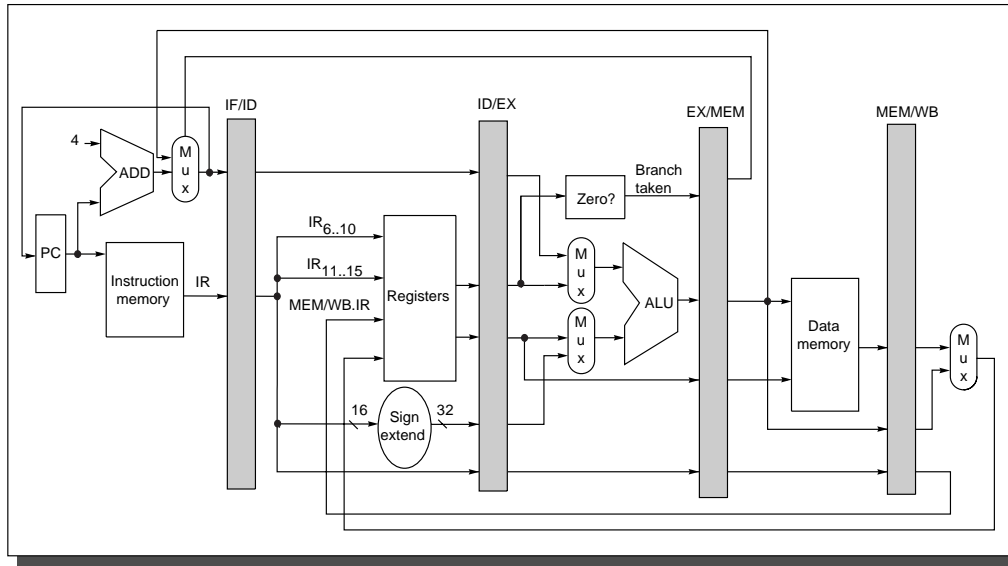 IF/ID
ID/EX
EX/MEM
MEM/WB
4
ADD
M
u
x
Branch
taken
Zero?
IR6..10
PC
Instruction
memory
IR
IR11..15
MEM/WB.IR
Registers
M
u
x
ALU
M
u
x
Data
memory
M
u
x
16
Sign
extend
32